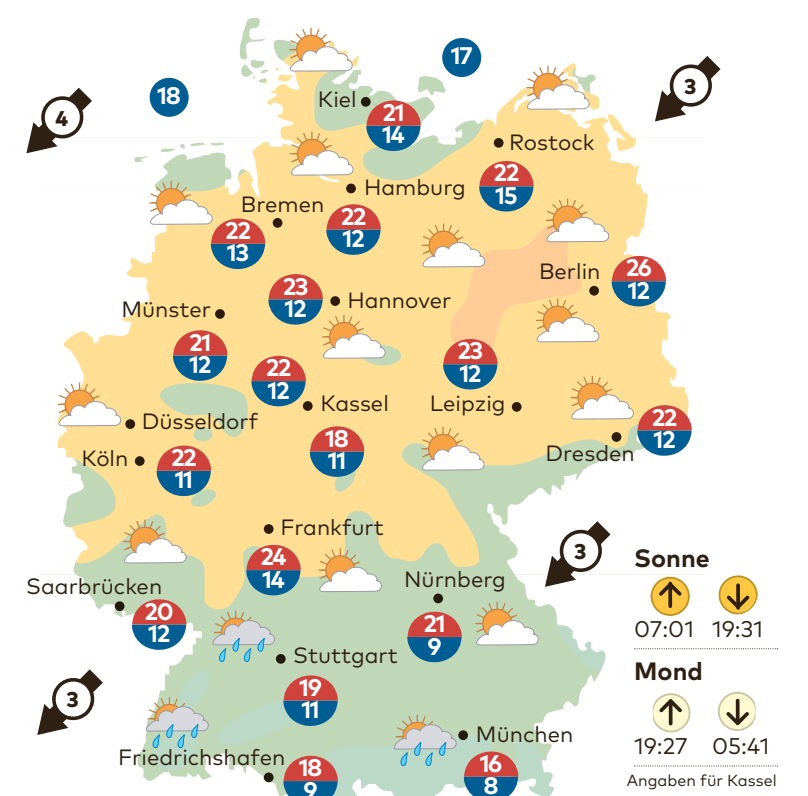 17
18
4
3
Kiel
21
14
Rostock
22
15
Hamburg
22
12
Bremen
22
13
Berlin
26
12
Hannover
23
12
Münster
21
12
23
12
Leipzig
22
12
Kassel
Düsseldorf
22
12
Dresden
Köln
22
11
18
11
Frankfurt
24
14
3
Nürnberg
21
9
Saarbrücken
20
12
Stuttgart
19
11
3
München
16
8
Friedrichshafen
18
9
Sonne
07:01 19:31
Mond
19:27 05:41
Angaben für Kassel